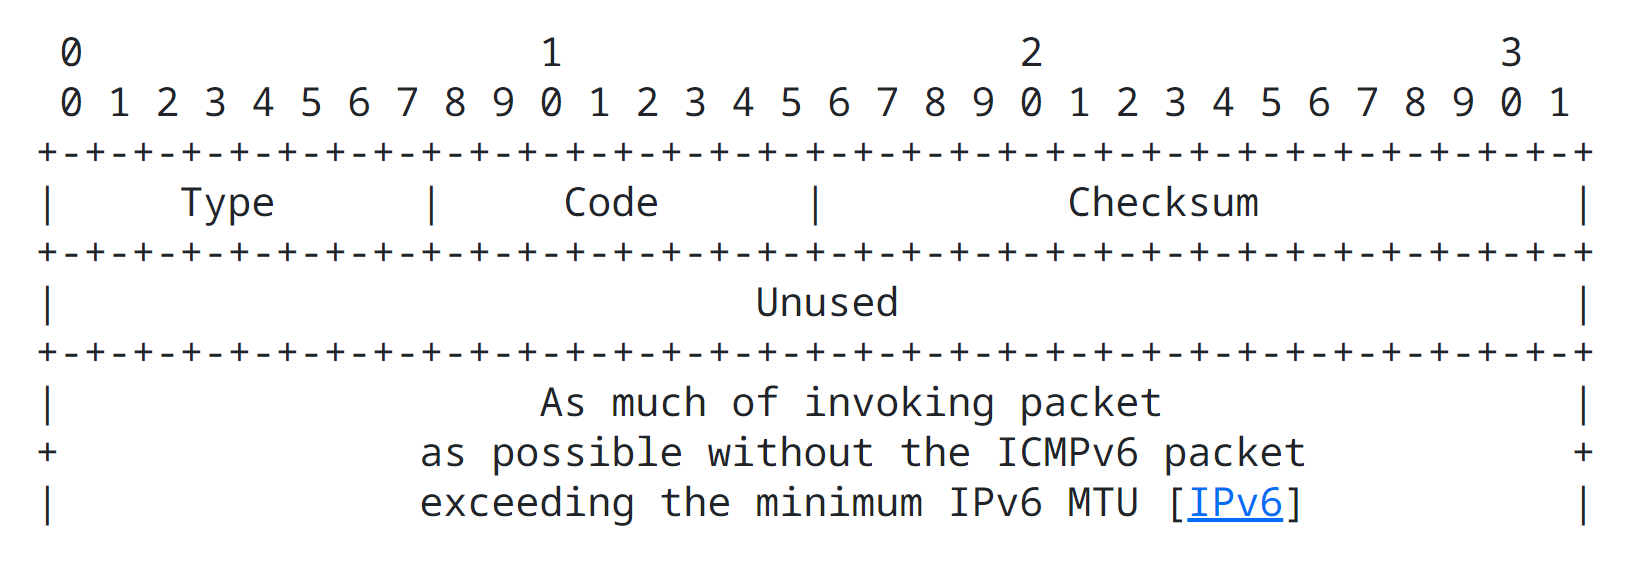 0                   1                   2                   3
 0 1 2 3 4 5 6 7 8 9 0 1 2 3 4 5 6 7 8 9 0 1 2 3 4 5 6 7 8 9 0 1
+-+-+-+-+-+-+-+-+-+-+-+-+-+-+-+-+-+-+-+-+-+-+-+-+-+-+-+-+-+-+-+-+
|     Type      |     Code      |          Checksum             |
+-+-+-+-+-+-+-+-+-+-+-+-+-+-+-+-+-+-+-+-+-+-+-+-+-+-+-+-+-+-+-+-+
|                             Unused                            |
+-+-+-+-+-+-+-+-+-+-+-+-+-+-+-+-+-+-+-+-+-+-+-+-+-+-+-+-+-+-+-+-+
|                    As much of invoking packet                 |
+               as possible without the ICMPv6 packet           +
|               exceeding the minimum IPv6 MTU [IPv6]           |